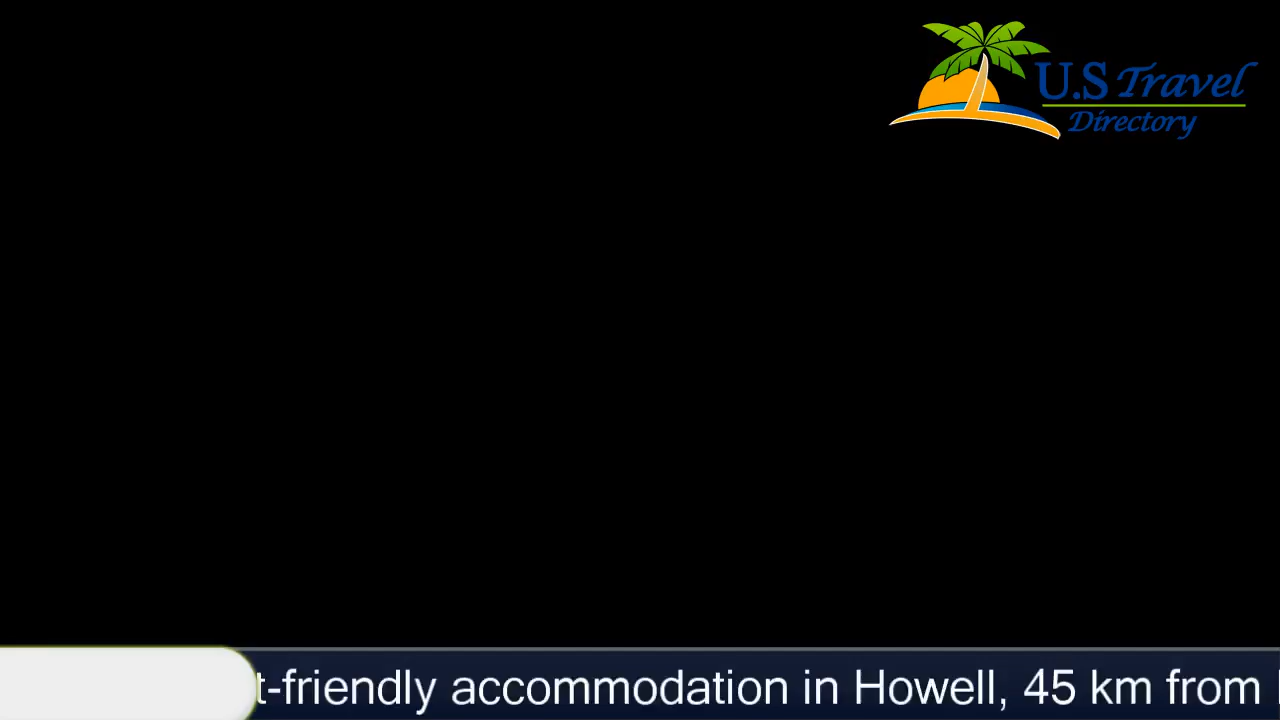 U.S Travel
Directory
t-friendly accommodation in Howell, 45 km from